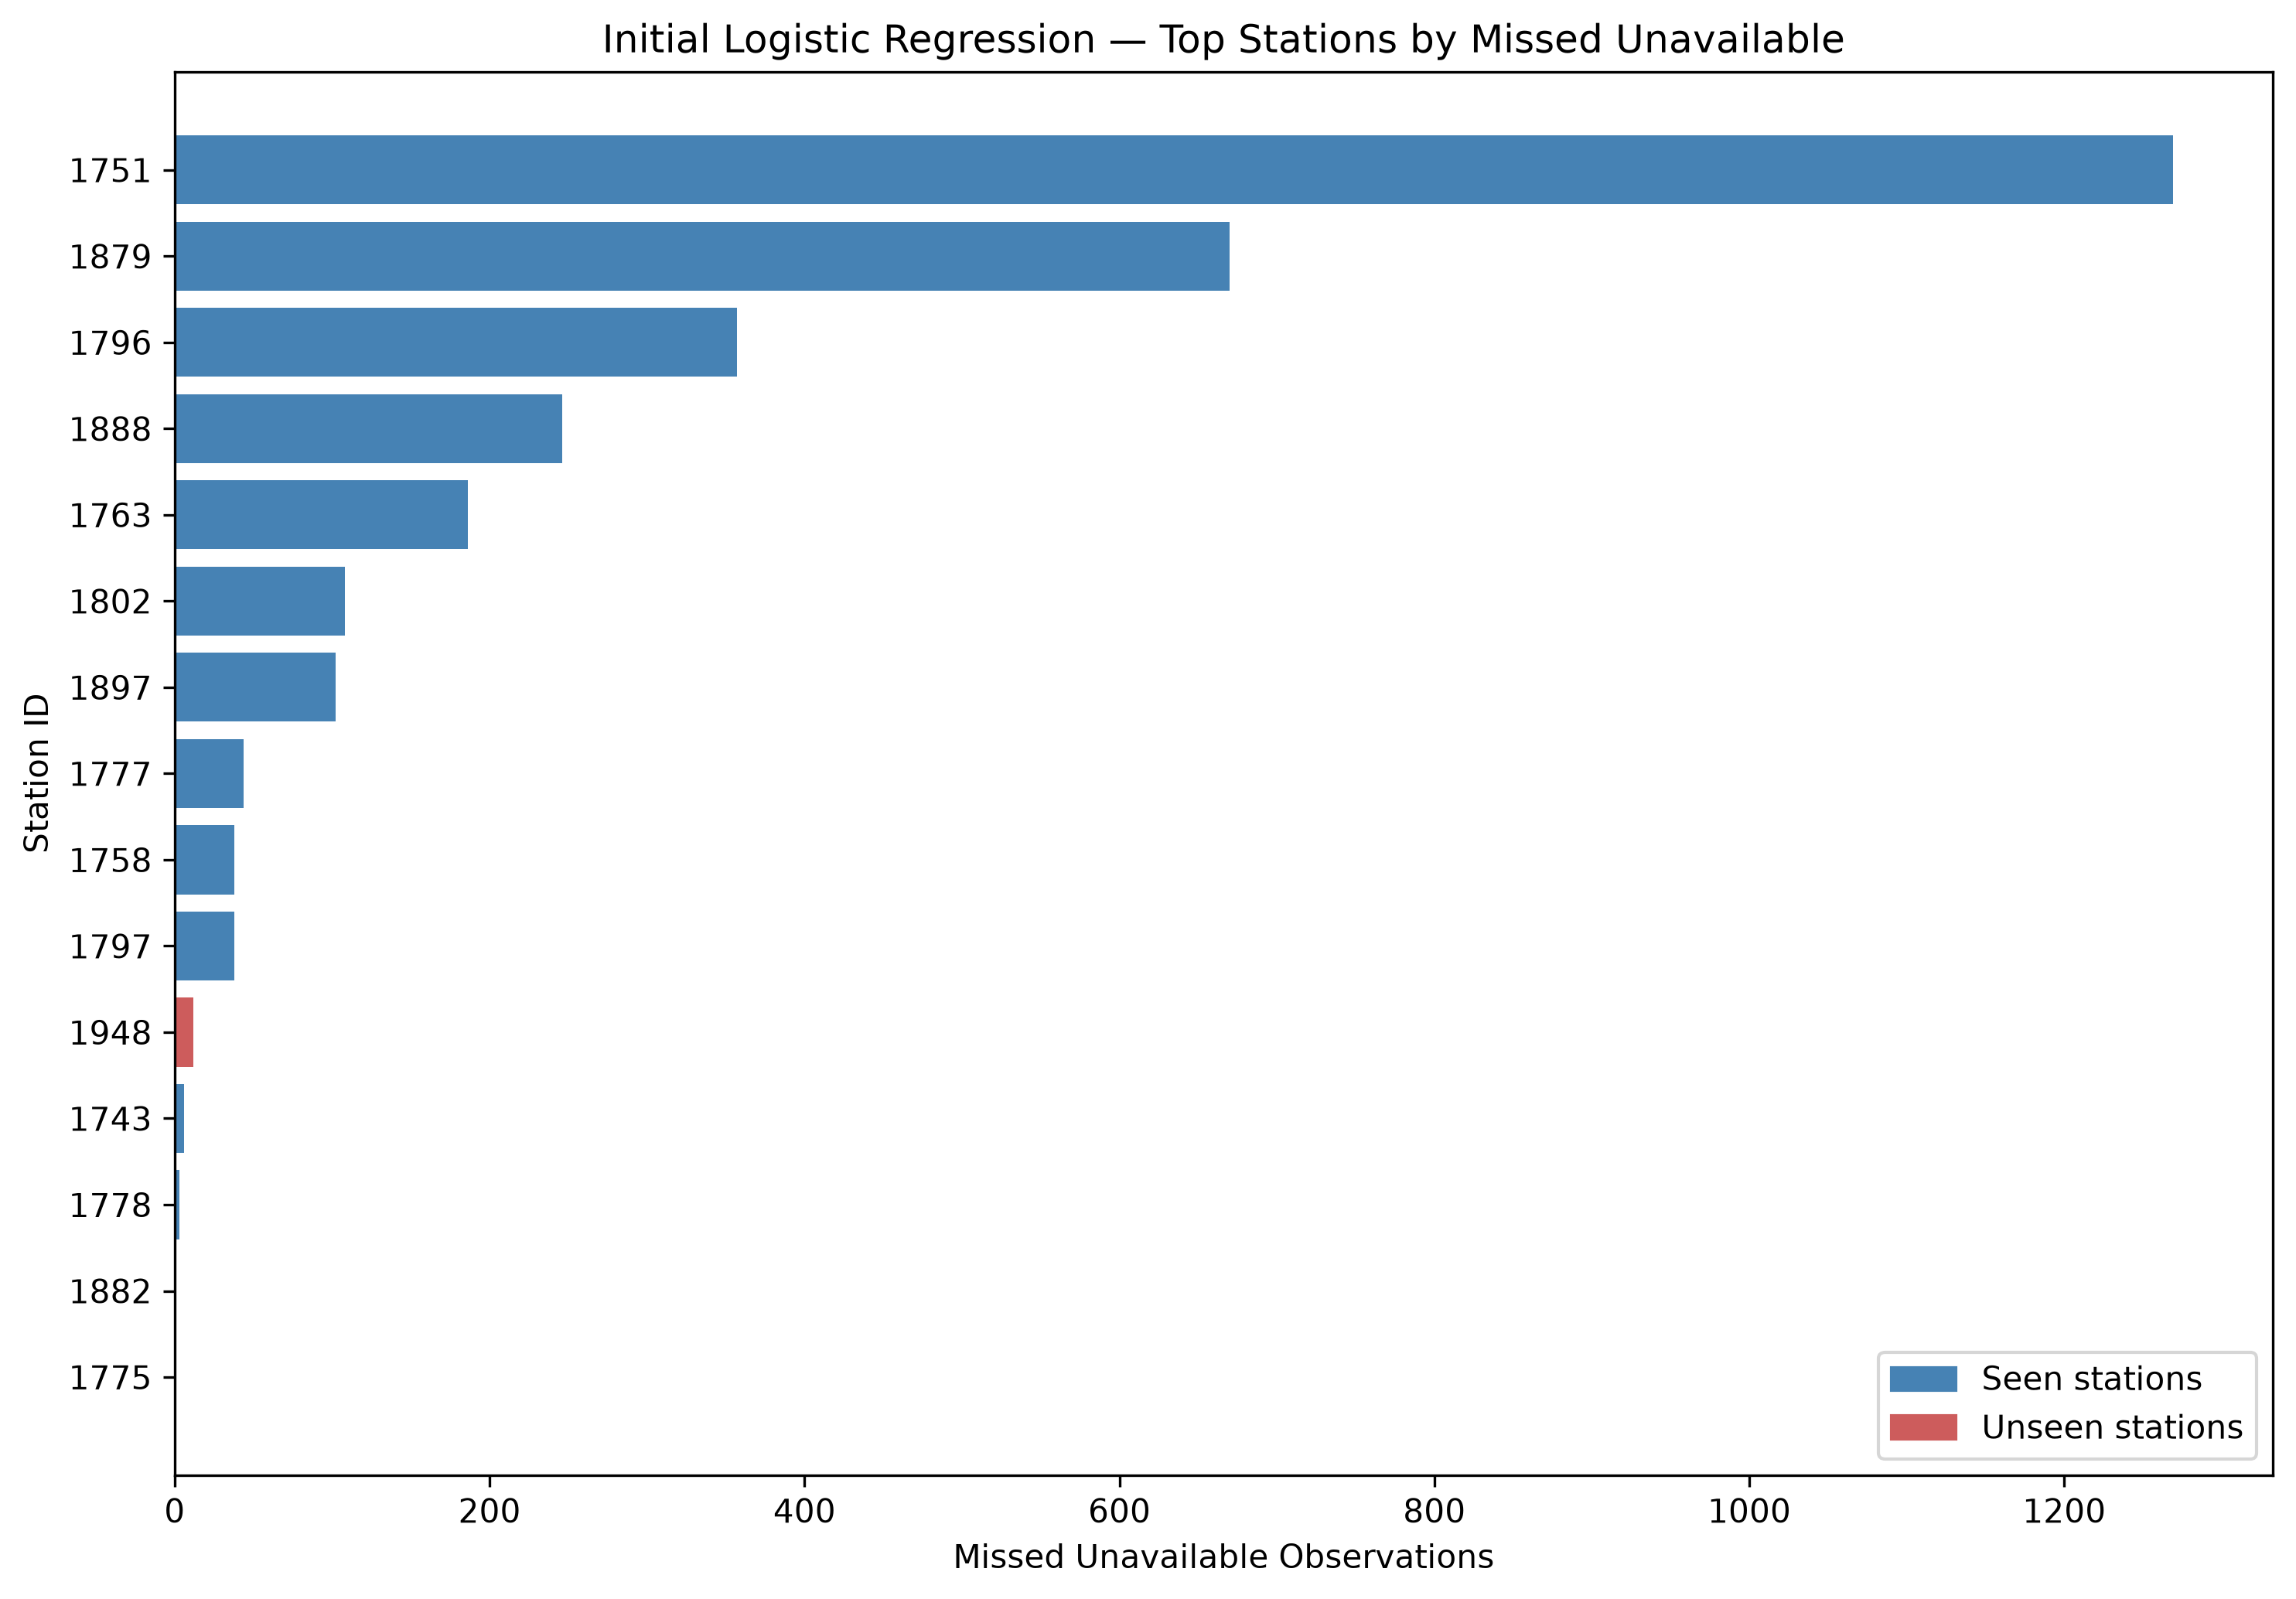 Initial Logistic Regression — Top Stations by Missed Unavailable
Station ID
1751
1879
1796
1888
1763
1802
1897
1777
1758
1797
1948
1743
1778
1882
1775
Seen stations
Unseen stations
0 200 400 600 800 1000 1200
Missed Unavailable Observations